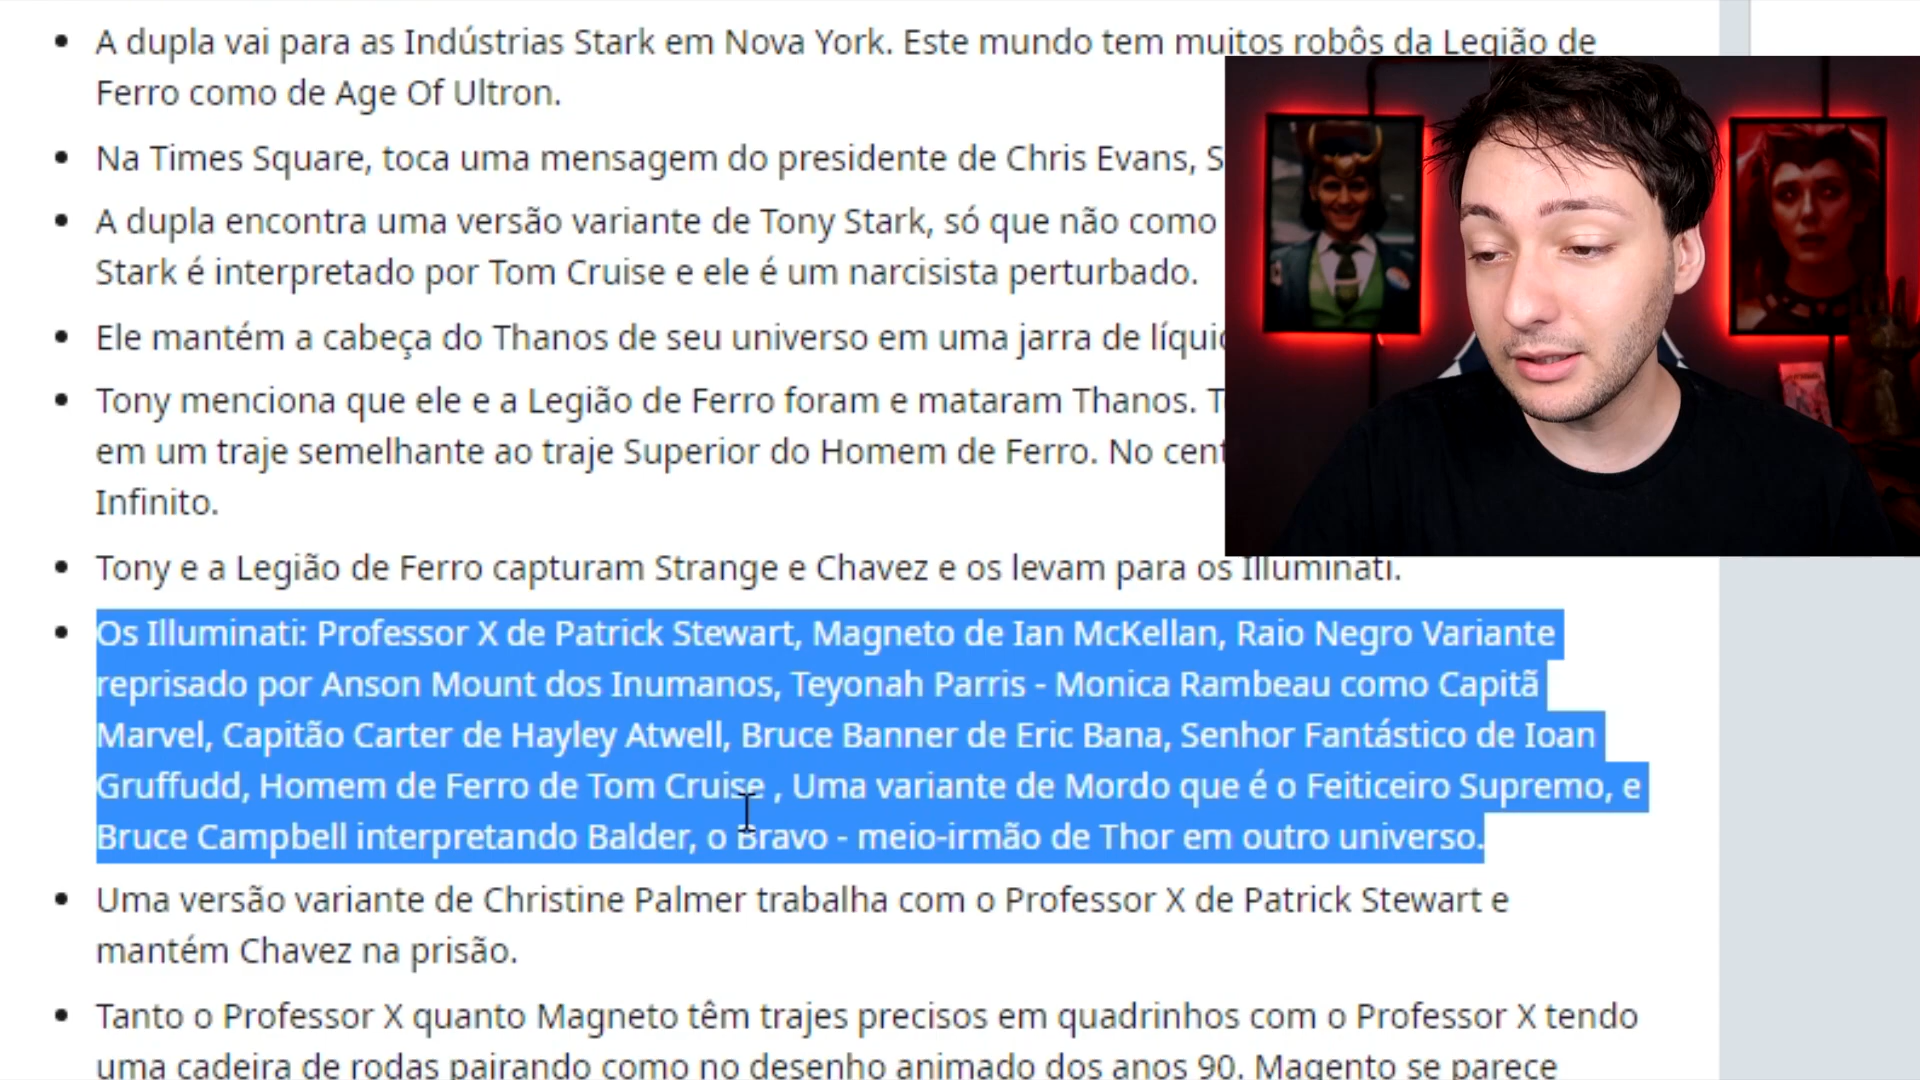 A dupla vai para as Indústrias Stark em Nova York. Este mundo tem muitos robôs da Legião de
Ferro como de Age Of Ultron.
Na Times Square, toca uma mensagem do presidente de Chris Evans, S
A dupla encontra uma versão variante de Tony Stark, só que não como
Stark é interpretado por Tom Cruise e ele é um narcisista perturbado.
Ele mantém a cabeça do Thanos de seu universo em uma jarra de
Tony menciona que ele e a Legião de Ferro foram e mataram Thanos.
em um traje semelhante ao traje Superior do Homem de Ferro. No
Infinito.
Tony e a Legião de Ferro capturam Strange e Chavez e os levam para os Illuminati.
Os Illuminati: Professor X de Patrick Stewart, Magneto de Ian McKellan, Raio Negro Variante
reprisado por Anson Mount dos Inumanos, Teyonah Parris - Monica Rambeau como Capitã
Marvel, Capitão Carter de Hayley Atwell, Bruce Banner de Eric Bana, Senhor Fantástico de Ioan
Gruffudd, Homem de Ferro de Tom Cruise , Uma variante de Mordo que é o Feiticeiro Supremo, e
Bruce Campbell interpretando Balder, o Bravo - meio-irmão de Thor em outro universo.
Uma versão variante de Christine Palmer trabalha com o Professor X de Patrick Stewart e
mantém Chavez na prisão.
Tanto o Professor X quanto Magneto têm trajes precisos em quadrinhos com o Professor X tendo
uma cadeira de rodas pairando como no desenho animado dos anos 90. Magento se parece